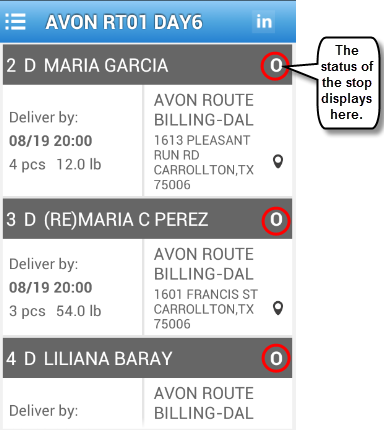 AVON RT01 DAY6
in
2 D MARIA GARCIA O
The
status of
the stop
displays
here.
Deliver by:
08/19 20:00
4 pcs 12.0 lb
AVON ROUTE
BILLING-DAL
1613 PLEASANT
RUN RD
CARROLLTON,TX
75006
3 D (RE)MARIA C PEREZ O
Deliver by:
08/19 20:00
3 pcs 54.0 lb
AVON ROUTE
BILLING-DAL
1601 FRANCIS ST
CARROLLTON,TX
75006
4 D LILIANA BARAY O
Deliver by:
AVON ROUTE
BILLING-DAL